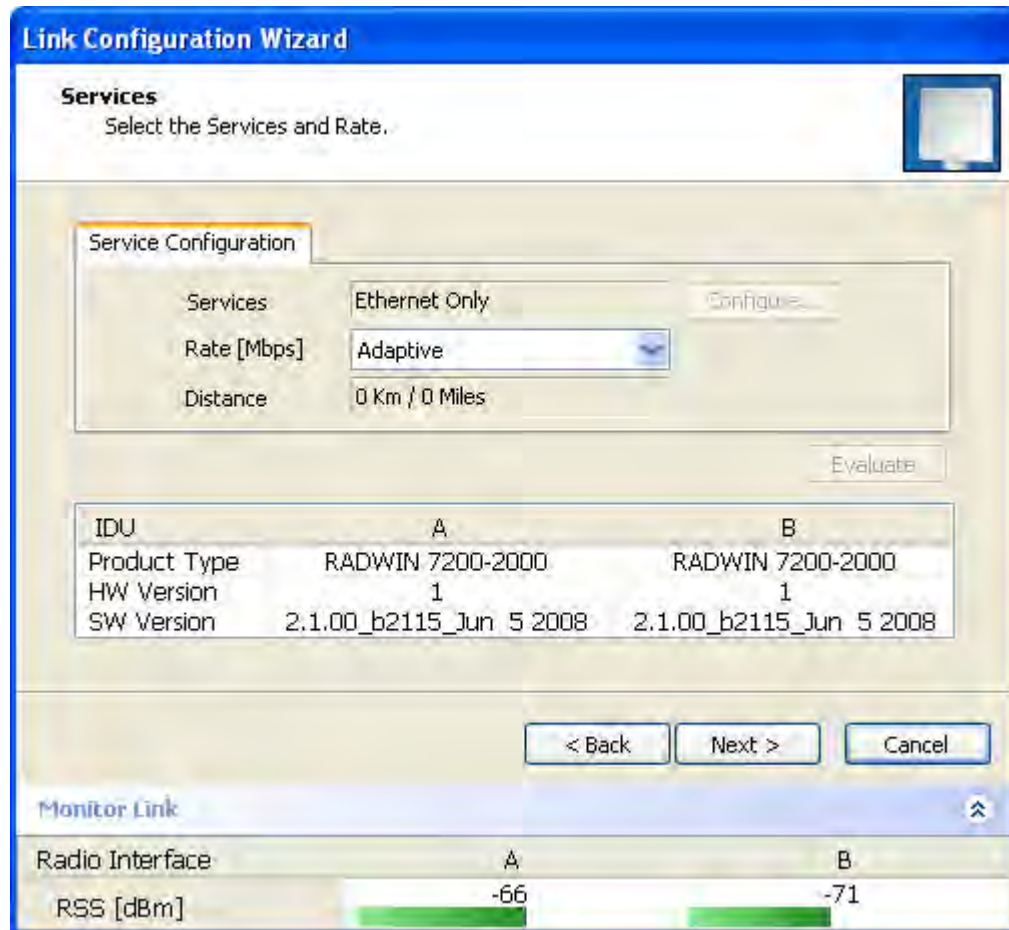 Link Configuration Wizard
Services
Select the Services and Rate.
Service Configuration
Services Ethernet Only Configure...
Rate [Mbps] Adaptive
Distance 0 Km / 0 Miles
Evaluate
IDU A B
Product Type RADWIN 7200-2000 RADWIN 7200-2000
HW Version 1 1
SW Version 2.1.00_b2115_Jun 5 2008 2.1.00_b2115_Jun 5 2008
< Back Next > Cancel
Monitor Link
Radio Interface A B
RSS [dBm] -66 -71